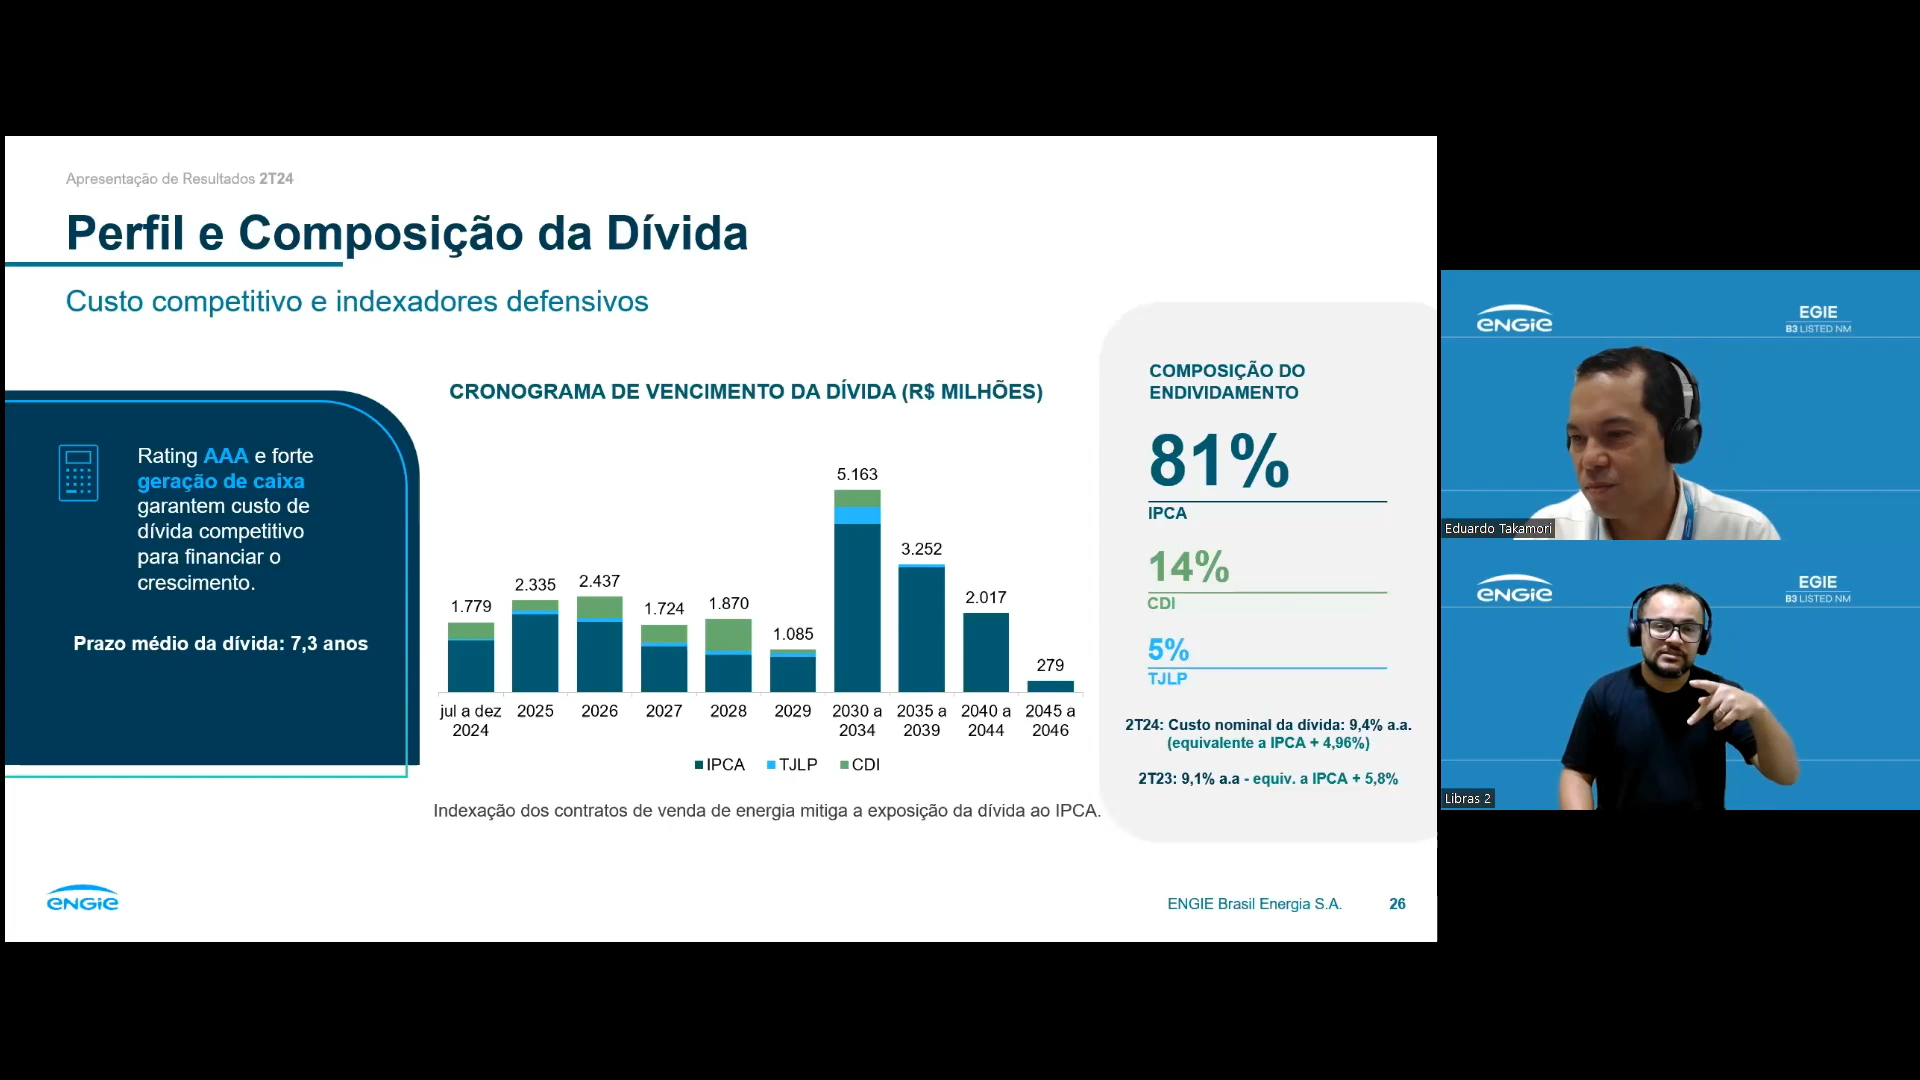 Apresentação de Resultados 2T24
Perfil e Composição da Dívida
Custo competitivo e indexadores defensivos
Rating AAA e forte
geração de caixa
garantem custo de
dívida competitivo
para financiar o
crescimento.
Prazo médio da dívida: 7,3 anos
CRONOGRAMA DE VENCIMENTO DA DÍVIDA (R$ MILHÕES)
1.779
2.335
2.437
1.724
1.870
1.085
5.163
3.252
2.017
279
jul a dez
2024
2025
2026
2027
2028
2029
2030 a
2034
2035 a
2039
2040 a
2044
2045 a
2046
IPCA TJLP CDI
Indexação dos contratos de venda de energia mitiga a exposição da dívida ao IPCA.
COMPOSIÇÃO DO
ENDIVIDAMENTO
81%
IPCA
14%
CDI
5%
TJLP
2T24: Custo nominal da dívida: 9,4% a.a.
(equivalente a IPCA + 4,96%)
2T23: 9,1% a.a - equiv. a IPCA + 5,8%
ENGIE
ENGIE Brasil Energia S.A. 26
ENGIE
EGIE
B3 LISTED NM
Eduardo Takamori
ENGIE
EGIE
B3 LISTED NM
Libras 2